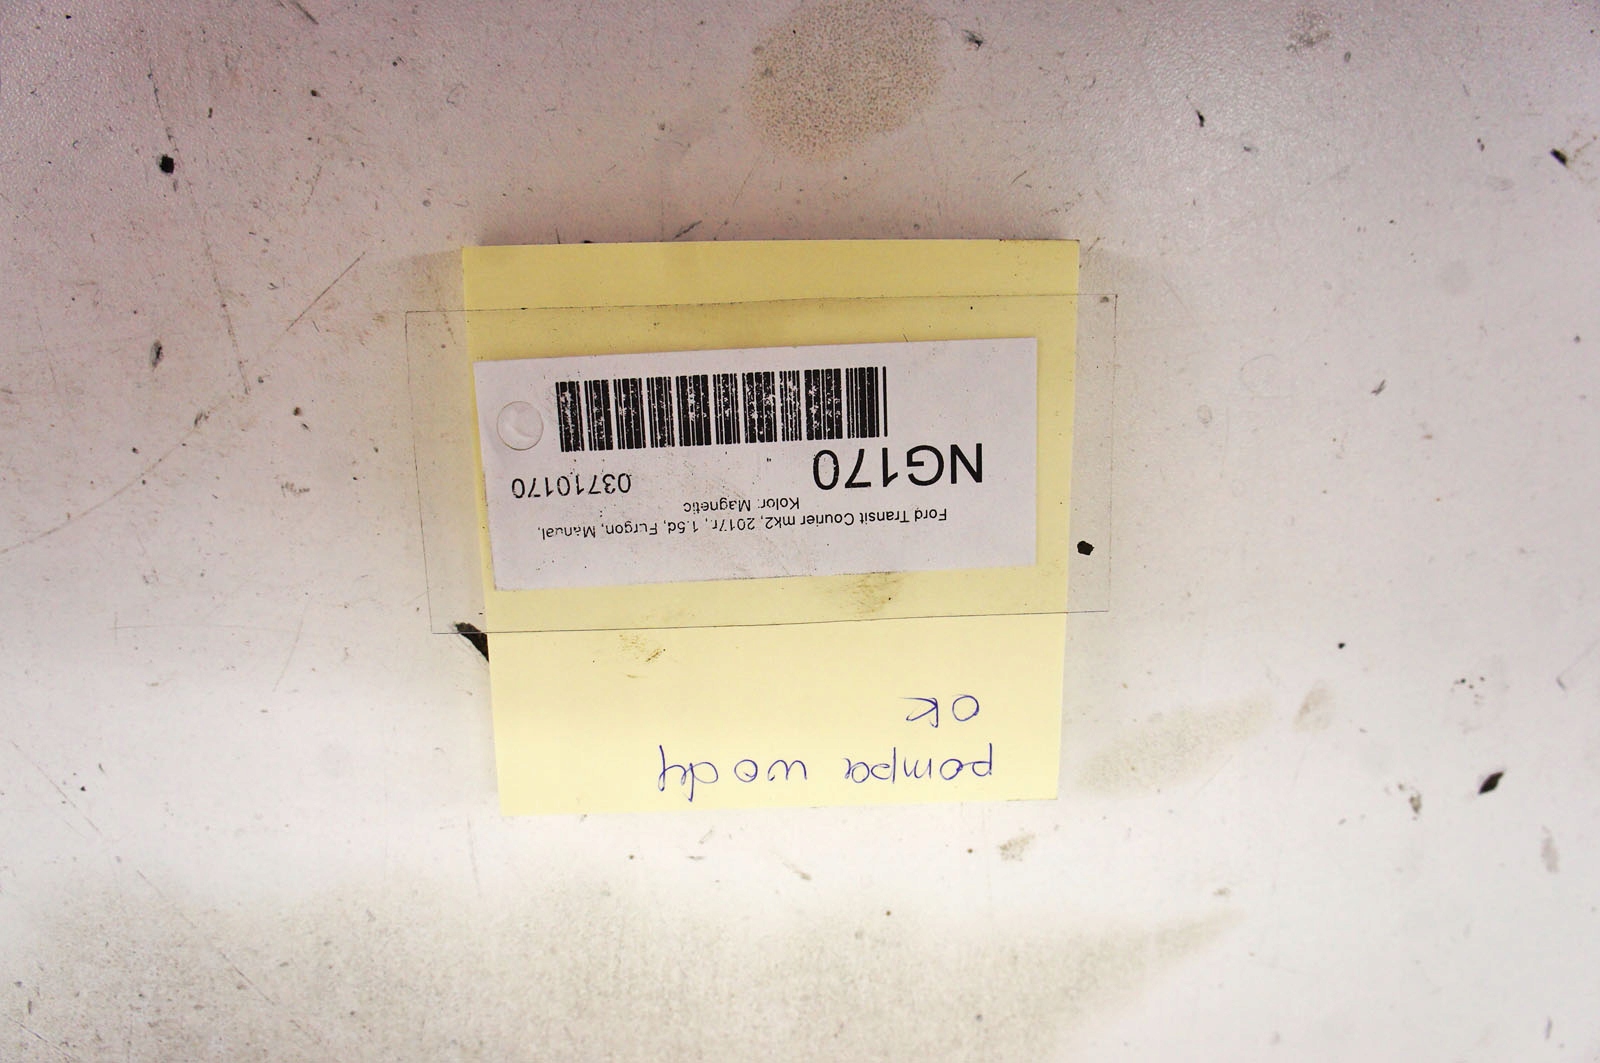 pompa wody
OK
Ford Transit Courier mk2, 2017r, 1.5d, Furgon, Manual,
Kolor: Magnetic
NG170 03710170